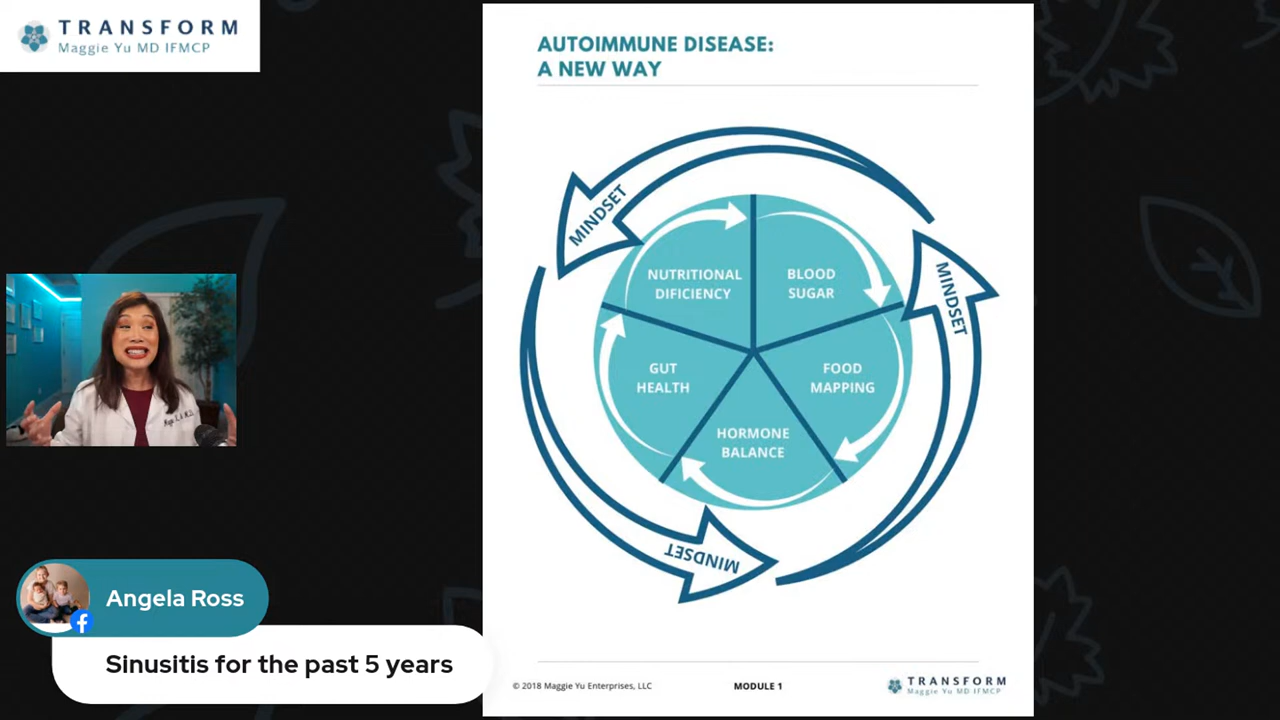 TRANSFORM
Maggie Yu MD IFMCP
AUTOIMMUNE DISEASE:
A NEW WAY
MINDSET
MINDSET
NUTRITIONAL
DIFICIENCY
BLOOD
SUGAR
GUT
HEALTH
FOOD
MAPPING
HORMONE
BALANCE
MINDSET
Angela Ross
Sinusitis for the past 5 years
© 2018 Maggie Yu Enterprises, LLC
MODULE 1
TRANSFORM
Maggie Yu MD IFMCP